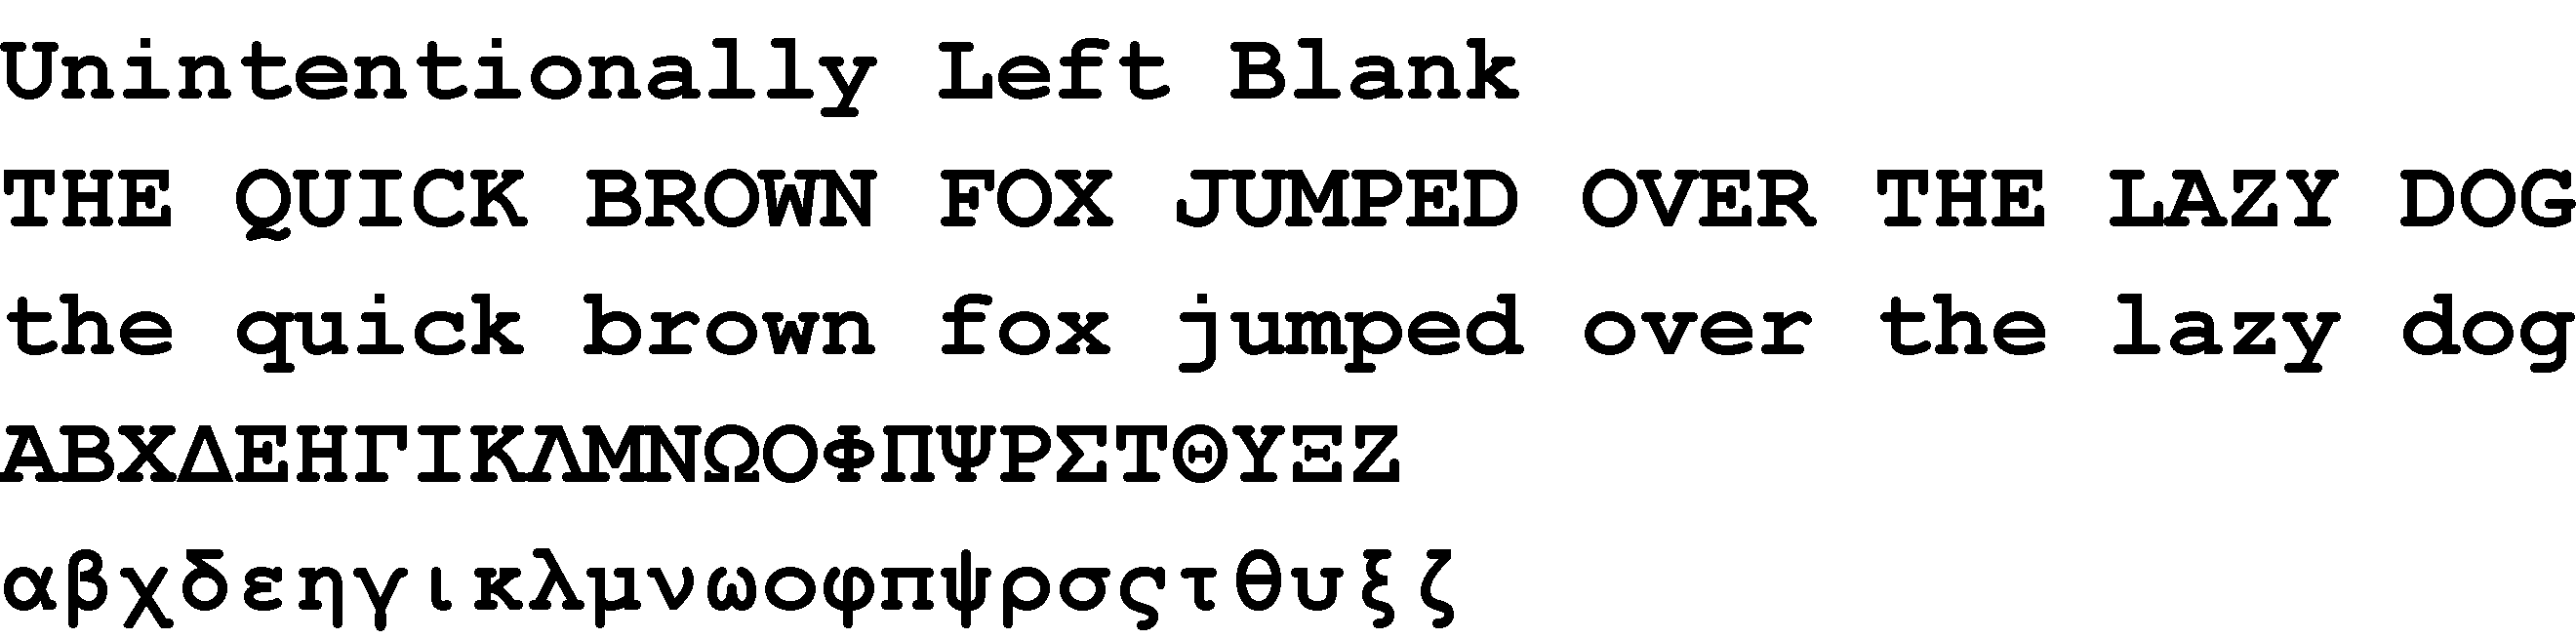 Unintentionally Left Blank
THE QUICK BROWN FOX JUMPED OVER THE LAZY DOG
the quick brown fox jumped over the lazy dog
ΑΒΧΔΕΗΓΙΚΛΜΝΩΟΦΠΨΡΣΤΘΥΞΖ
αβχδεηγικλμνωοφπψρσςτθυξζ